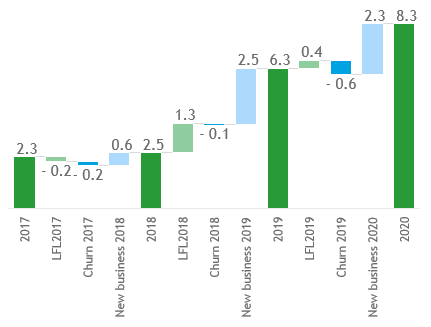 2.3
- 0.2
- 0.2
0.6
2.5
1.3
- 0.1
2.5
6.3
0.4
- 0.6
2.3
8.3
2017
LFL2017
Churn 2017
New business 2018
2018
LFL2018
Churn 2018
New business 2019
2019
LFL2019
Churn 2019
New business 2020
2020